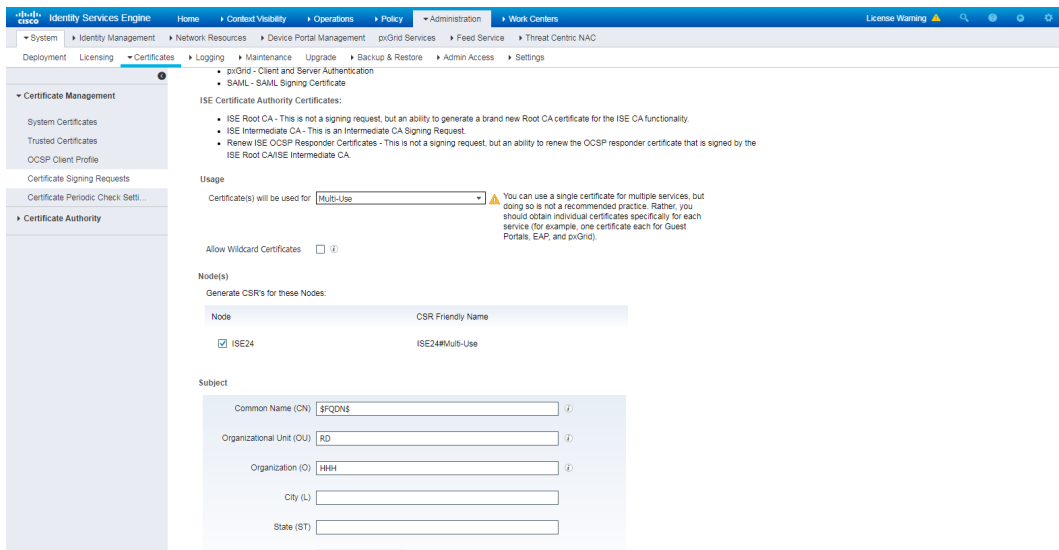 cisco Identity Services Engine Home Context Visibility Operations Policy Administration Work Centers License Warning
System Identity Management Network Resources Device Portal Management pxGrid Services Feed Service Threat Centric NAC
Deployment Licensing Certificates Logging Maintenance Upgrade Backup & Restore Admin Access Settings
Certificate Management
System Certificates
Trusted Certificates
OCSP Client Profile
Certificate Signing Requests
Certificate Periodic Check Setti...
Certificate Authority
• pxGrid - Client and Server Authentication
• SAML - SAML Signing Certificate
ISE Certificate Authority Certificates:
• ISE Root CA - This is not a signing request, but an ability to generate a brand new Root CA certificate for the ISE CA functionality.
• ISE Intermediate CA - This is an Intermediate CA Signing Request.
• Renew ISE OCSP Responder Certificates - This is not a signing request, but an ability to renew the OCSP responder certificate that is signed by the
ISE Root CA/ISE Intermediate CA.
Usage
Certificate(s) will be used for Multi-Use
You can use a single certificate for multiple services, but
doing so is not a recommended practice. Rather, you
should obtain individual certificates specifically for each
service (for example, one certificate each for Guest
Portals, EAP, and pxGrid).
Allow Wildcard Certificates
Node(s)
Generate CSR's for these Nodes:
Node CSR Friendly Name
ISE24 ISE24#Multi-Use
Subject
Common Name (CN) $FQDN$
Organizational Unit (OU) RD
Organization (O) HHH
City (L)
State (ST)